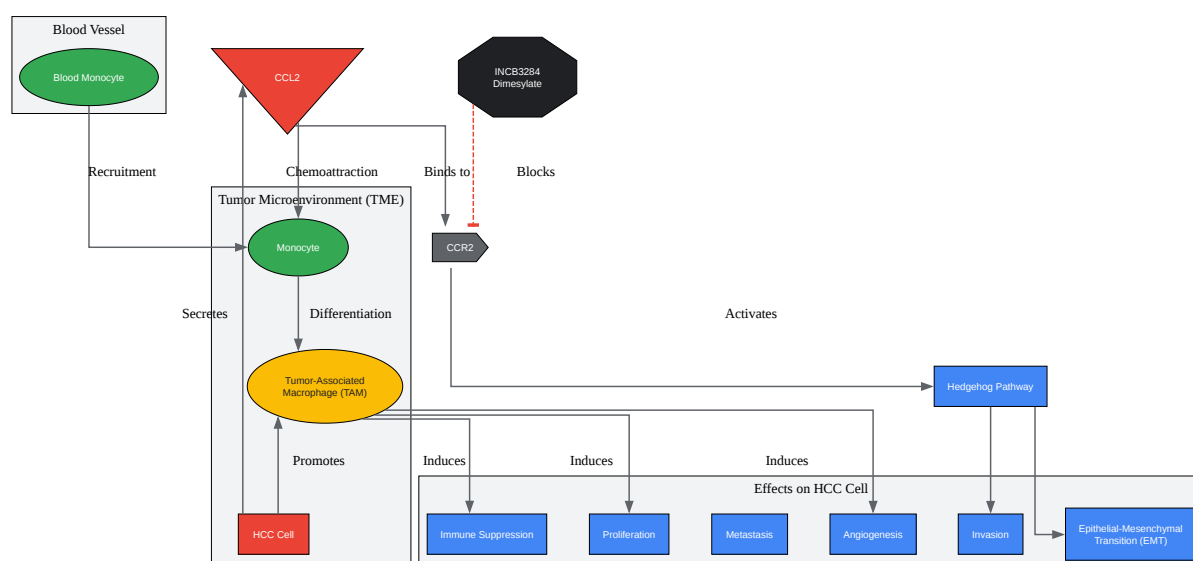 Blood Vessel
Blood Monocyte
CCL2
INCB3284
Dimesylate
Recruitment
Chemoattraction
Binds to
Blocks
Tumor Microenvironment (TME)
Monocyte
CCR2
Secretes
Differentiation
Activates
Tumor-Associated
Macrophage (TAM)
Hedgehog Pathway
Promotes
Induces
Induces
Induces
Effects on HCC Cell
HCC Cell
Immune Suppression
Proliferation
Metastasis
Angiogenesis
Invasion
Epithelial-Mesenchymal
Transition (EMT)